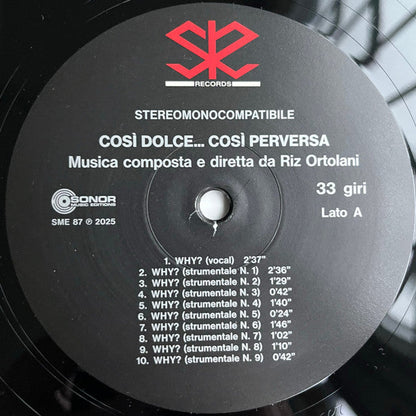 RECORDS
STEREOMONOCOMPATIBILE
COSÌ DOLCE... COSÌ PERVERSA
Musica composta e diretta da Riz Ortolani
33 giri
Lato A
SONOR
MUSIC EDITIONS
SME 87 ℗ 2025
1. WHY? (vocal) 2'37"
2. WHY? (strumentale N. 1) 2'36"
3. WHY? (strumentale N. 2) 1'29"
4. WHY? (strumentale N. 3) 0'42"
5. WHY? (strumentale N. 4) 1'40"
6. WHY? (strumentale N. 5) 0'24"
7. WHY? (strumentale N. 6) 1'46"
8. WHY? (strumentale N. 7) 1'02"
9. WHY? (strumentale N. 8) 1'10"
10. WHY? (strumentale N. 9) 0'42"